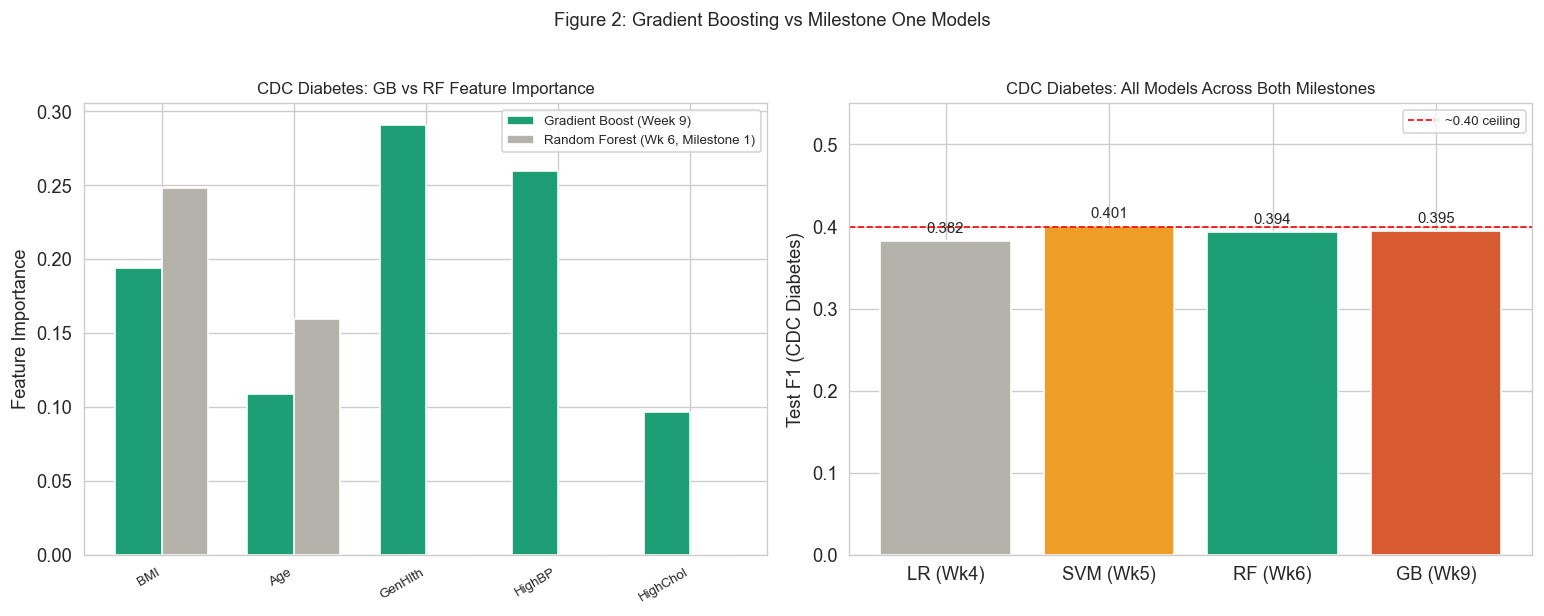 Figure 2: Gradient Boosting vs Milestone One Models
CDC Diabetes: GB vs RF Feature Importance
Gradient Boost (Week 9)
Random Forest (Wk 6, Milestone 1)
Feature Importance
0.30
0.25
0.20
0.15
0.10
0.05
0.00
BMI
Age
GenHlth
HighBP
HighChol
CDC Diabetes: All Models Across Both Milestones
~0.40 ceiling
Test F1 (CDC Diabetes)
0.5
0.4
0.3
0.2
0.1
0.0
0.382
0.401
0.394
0.395
LR (Wk4)
SVM (Wk5)
RF (Wk6)
GB (Wk9)